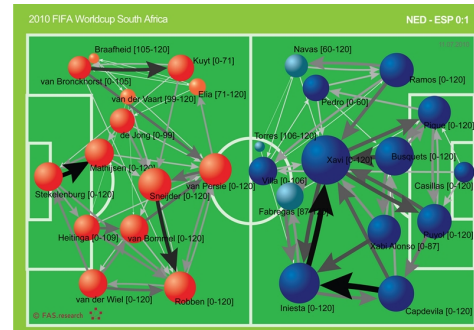 2010 FIFA Worldcup South Africa
NED - ESP 0:1
Braafheid [105-120]
Kuyt [0-71]
van Bronckhorst [0-105]
Elia [71-120]
van der Vaart [99-120]
de Jong [0-99]
Mathijsen [0-120]
van Persie [0-120]
Stekelenburg [0-120]
Sneijder [0-120]
Heitinga [0-109]
van Bommel [0-120]
van der Wiel [0-120]
Robben [0-120]
© FAS.research
Navas [60-120]
Ramos [0-120]
Pedro [0-60]
Pique [0-120]
Torres [106-120]
Xavi [0-120]
Busquets [0-120]
Villa [0-106]
Casillas [0-120]
Fabregas [87-120]
Puyol [0-120]
Xabi Alonso [0-87]
Iniesta [0-120]
Capdevila [0-120]